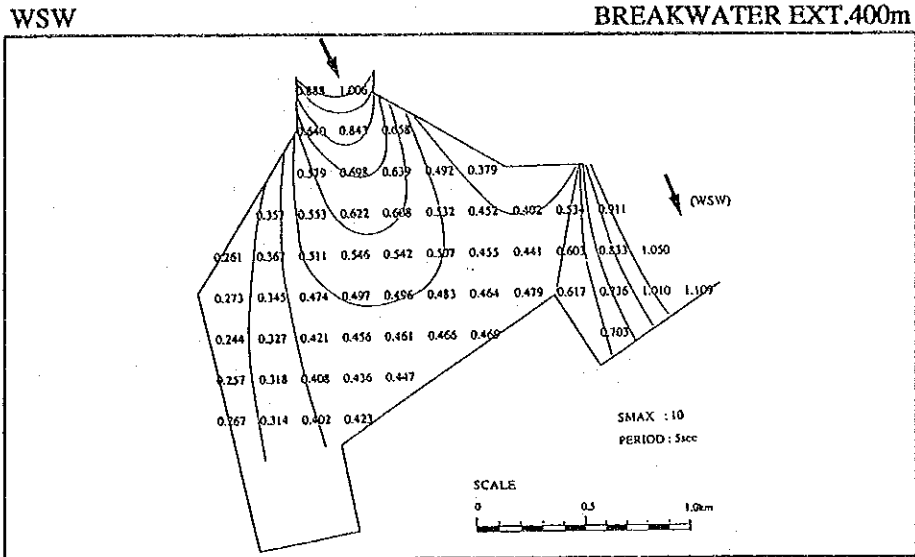 WSW BREAKWATER EXT.400m
0.888 1.006
0.640 0.843 0.658
0.579 0.698 0.639 0.492 0.379
0.357 0.553 0.622 0.608 0.532 0.452 0.402 0.534 0.911 (WSW)
0.261 0.367 0.511 0.546 0.542 0.507 0.455 0.441 0.603 0.833 1.050
0.273 0.345 0.474 0.497 0.496 0.483 0.464 0.479 0.617 0.736 1.010 1.109
0.244 0.327 0.421 0.456 0.461 0.466 0.469 0.703
0.257 0.318 0.408 0.436 0.447
0.267 0.314 0.402 0.423
SMAX : 10
PERIOD : 5sec
SCALE
0 0.5 1.0km